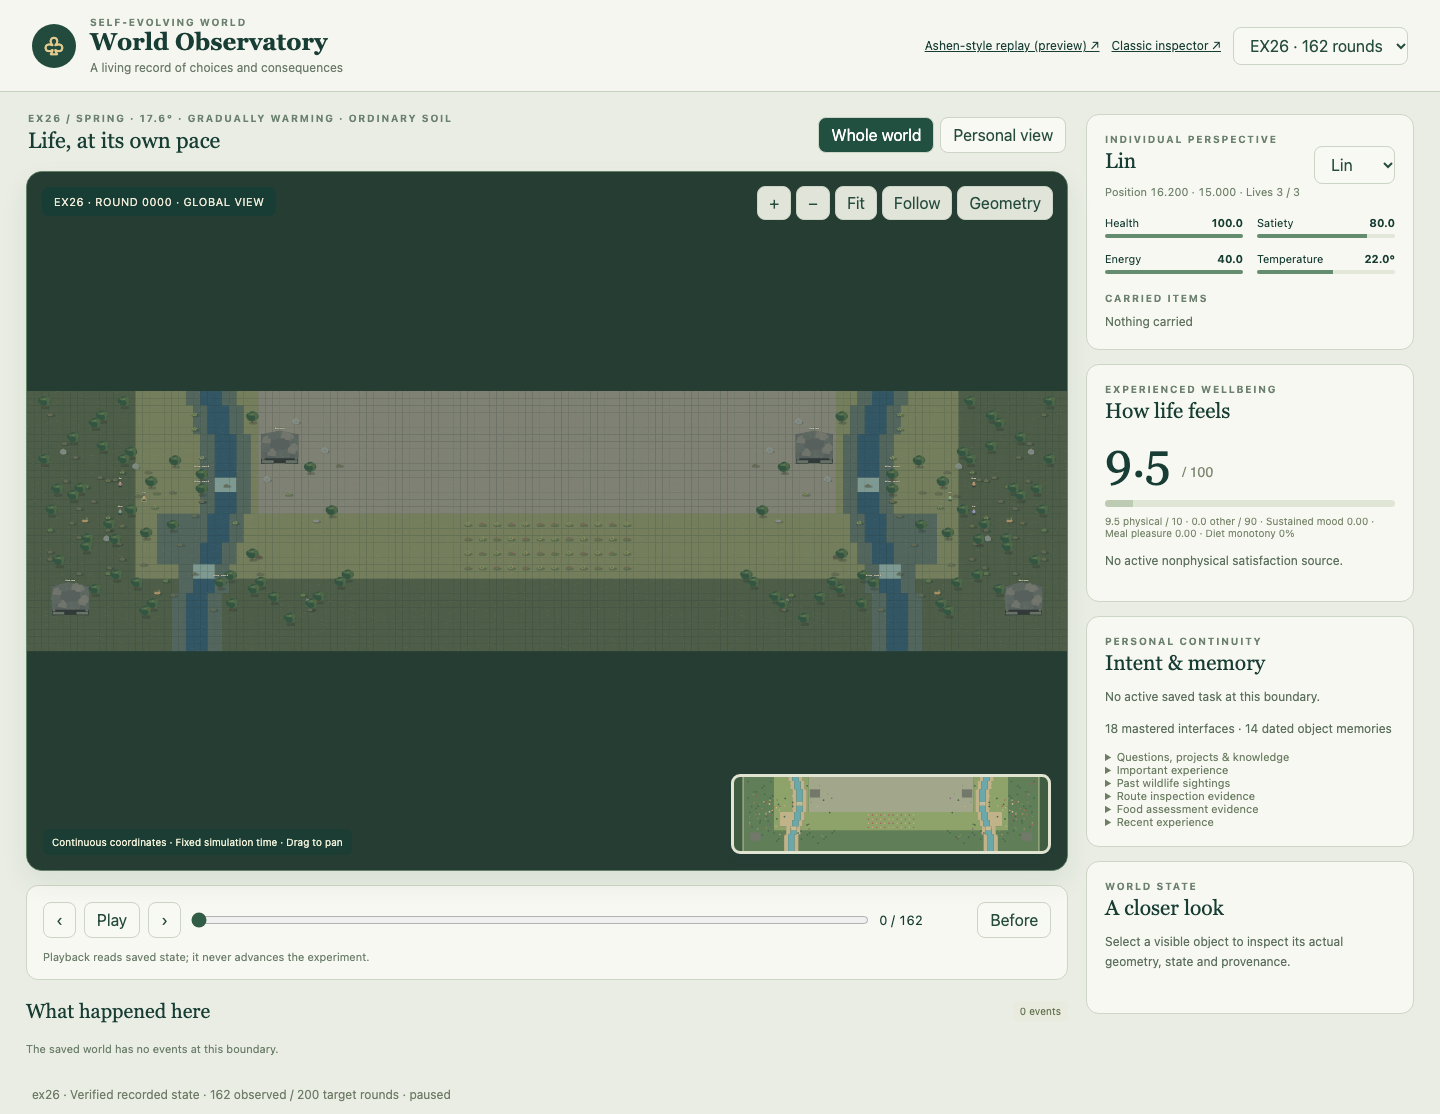 SELF-EVOLVING WORLD
World Observatory
A living record of choices and consequences
Ashen-style replay (preview) ↗
Classic inspector ↗
EX26 · 162 rounds
EX26 / SPRING · 17.6° · GRADUALLY WARMING · ORDINARY SOIL
Life, at its own pace
Whole world
Personal view
EX26 · ROUND 0000 · GLOBAL VIEW
+
−
Fit
Follow
Geometry
Continuous coordinates · Fixed simulation time · Drag to pan
‹
Play
›
0 / 162
Before
Playback reads saved state; it never advances the experiment.
What happened here
0 events
The saved world has no events at this boundary.
ex26 · Verified recorded state · 162 observed / 200 target rounds · paused
INDIVIDUAL PERSPECTIVE
Lin
Lin
Position 16.200 · 15.000 · Lives 3 / 3
Health 100.0
Satiety 80.0
Energy 40.0
Temperature 22.0°
CARRIED ITEMS
Nothing carried
EXPERIENCED WELLBEING
How life feels
9.5 / 100
9.5 physical / 10 · 0.0 other / 90 · Sustained mood 0.00 ·
Meal pleasure 0.00 · Diet monotony 0%
No active nonphysical satisfaction source.
PERSONAL CONTINUITY
Intent & memory
No active saved task at this boundary.
18 mastered interfaces · 14 dated object memories
Questions, projects & knowledge
Important experience
Past wildlife sightings
Route inspection evidence
Food assessment evidence
Recent experience
WORLD STATE
A closer look
Select a visible object to inspect its actual
geometry, state and provenance.